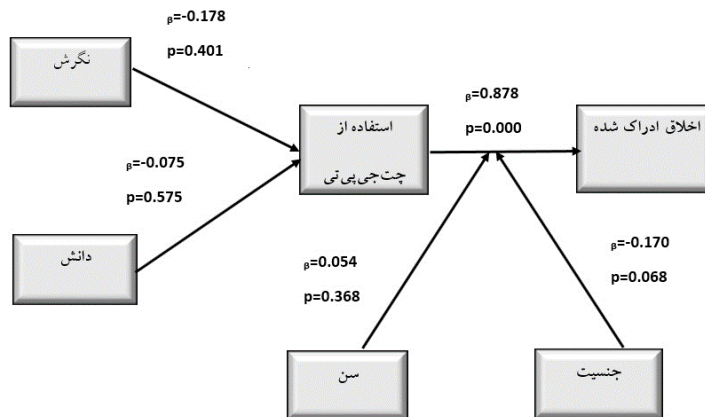 β=-0.178
p=0.401
نگرش
β=0.878
p=0.000
استفاده از
چت‌جی‌پی‌تی
اخلاق ادراک شده
β=-0.075
p=0.575
دانش
β=0.054
p=0.368
β=-0.170
p=0.068
سن
جنسیت